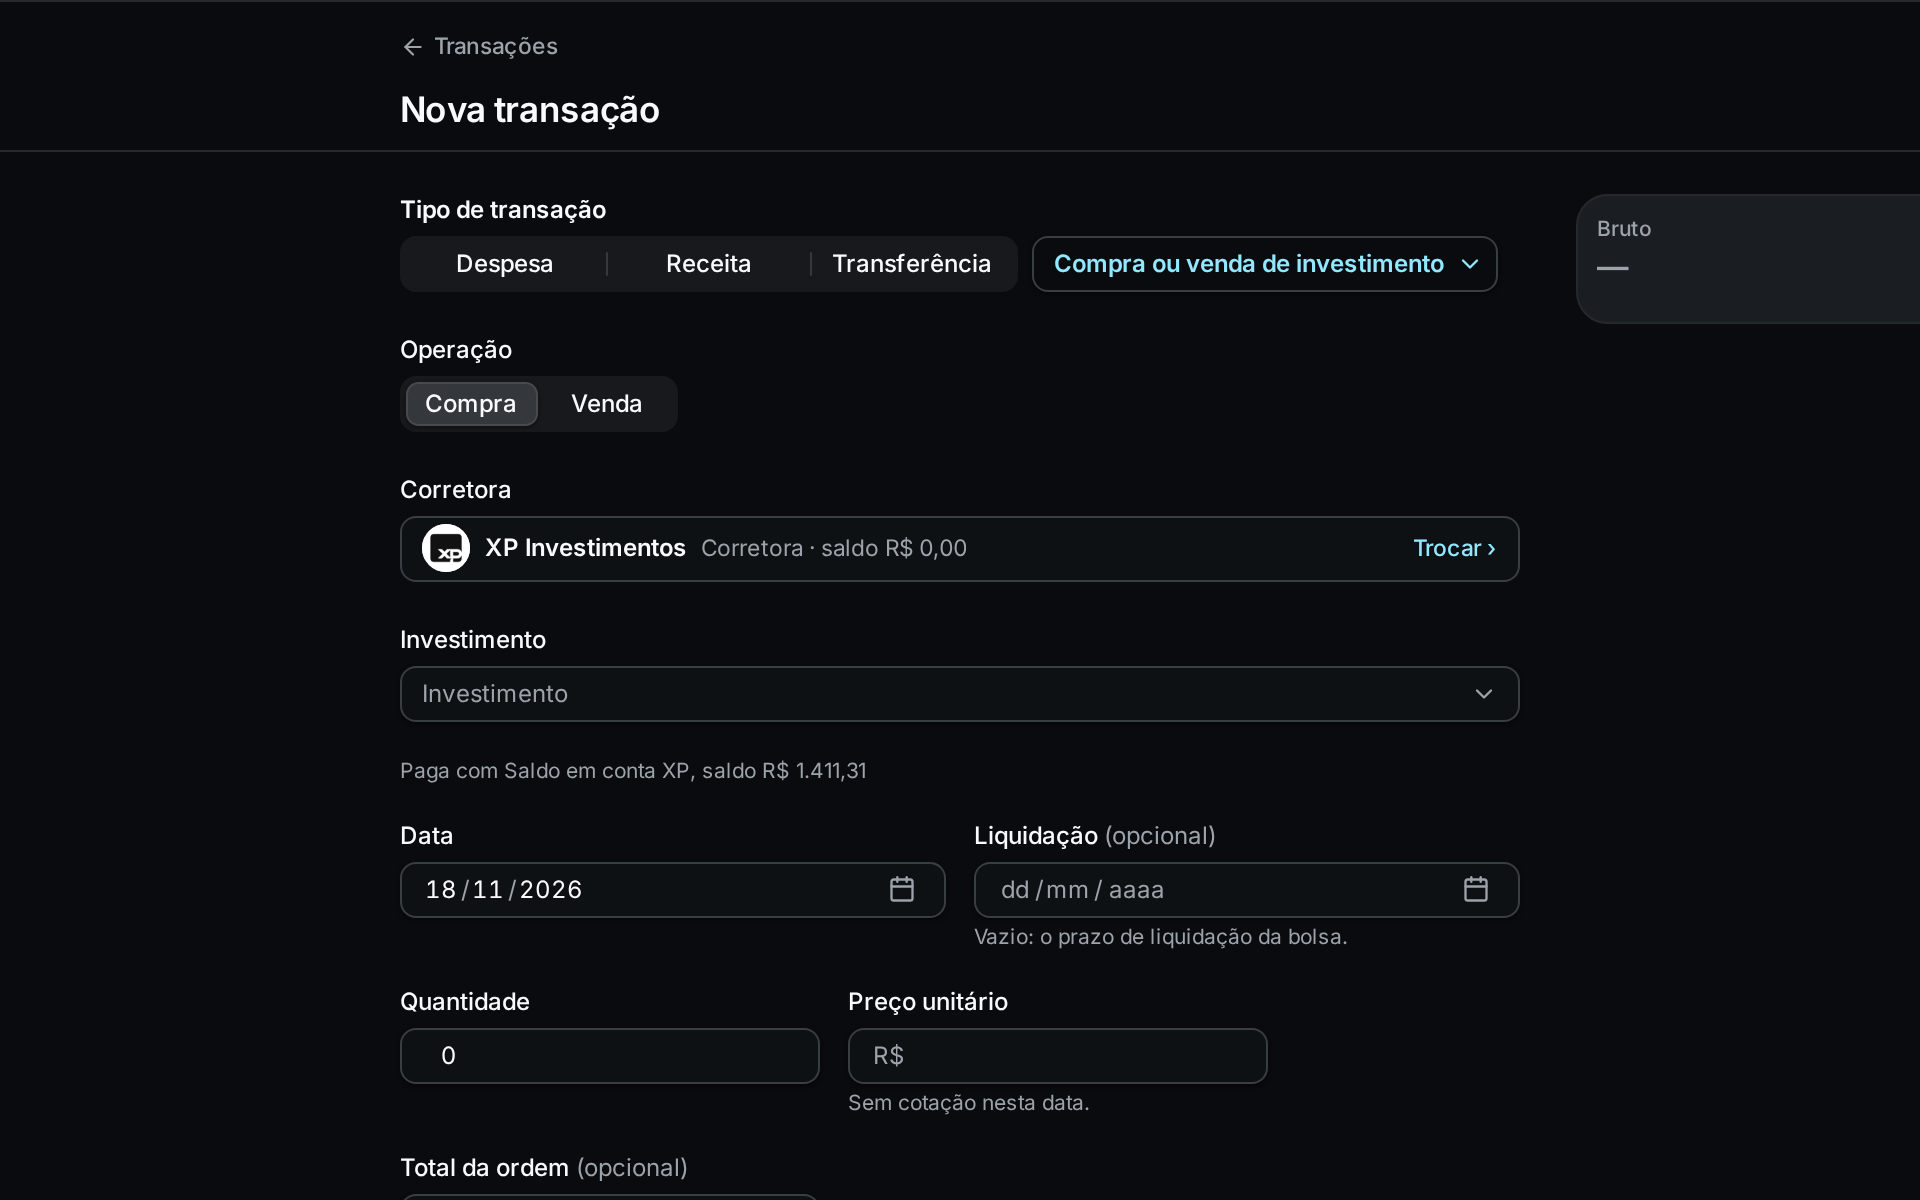 Transações
Nova transação
Tipo de transação
Despesa
Receita
Transferência
Compra ou venda de investimento
Bruto
—
Operação
Compra
Venda
Corretora
XP
XP Investimentos
Corretora · saldo R$ 0,00
Trocar ›
Investimento
Investimento
Paga com Saldo em conta XP, saldo R$ 1.411,31
Data
Liquidação (opcional)
18/11/2026
dd/mm/aaaa
Vazio: o prazo de liquidação da bolsa.
Quantidade
Preço unitário
0
R$
Sem cotação nesta data.
Total da ordem (opcional)